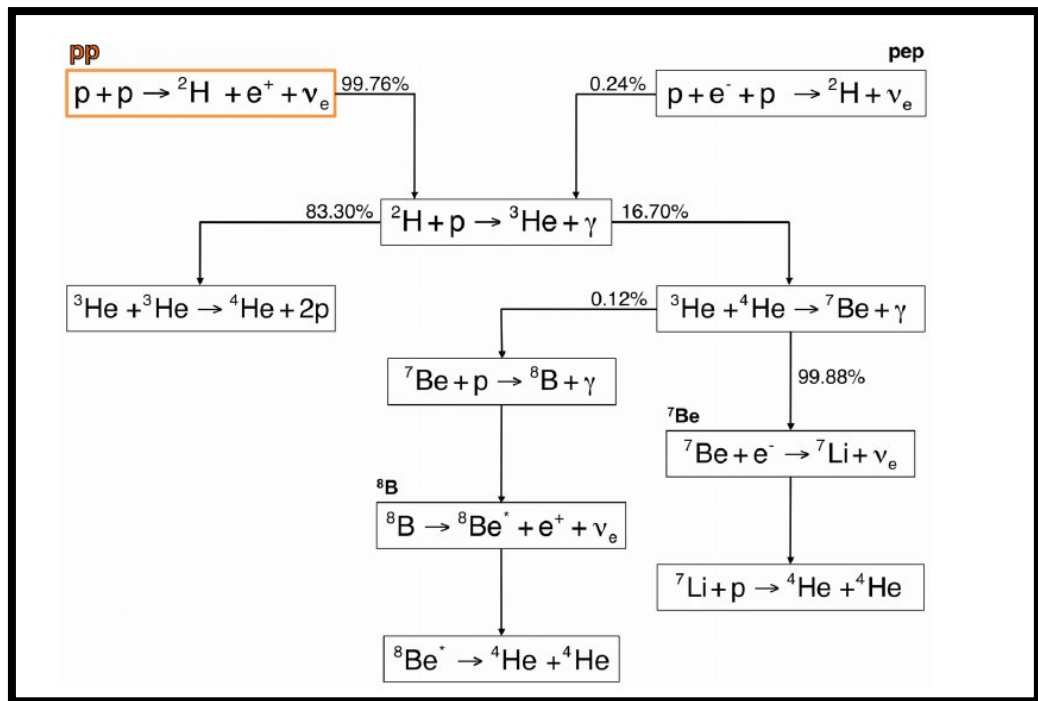 pp
pep
p + p → ²H + e⁺ + νₑ
99.76%
0.24%
p + e⁻ + p → ²H + νₑ
83.30%
²H + p → ³He + γ
16.70%
³He + ³He → ⁴He + 2p
0.12%
³He + ⁴He → ⁷Be + γ
⁷Be + p → ⁸B + γ
99.88%
⁷Be
⁷Be + e⁻ → ⁷Li + νₑ
⁸B
⁸B → ⁸Be* + e⁺ + νₑ
⁷Li + p → ⁴He + ⁴He
⁸Be* → ⁴He + ⁴He